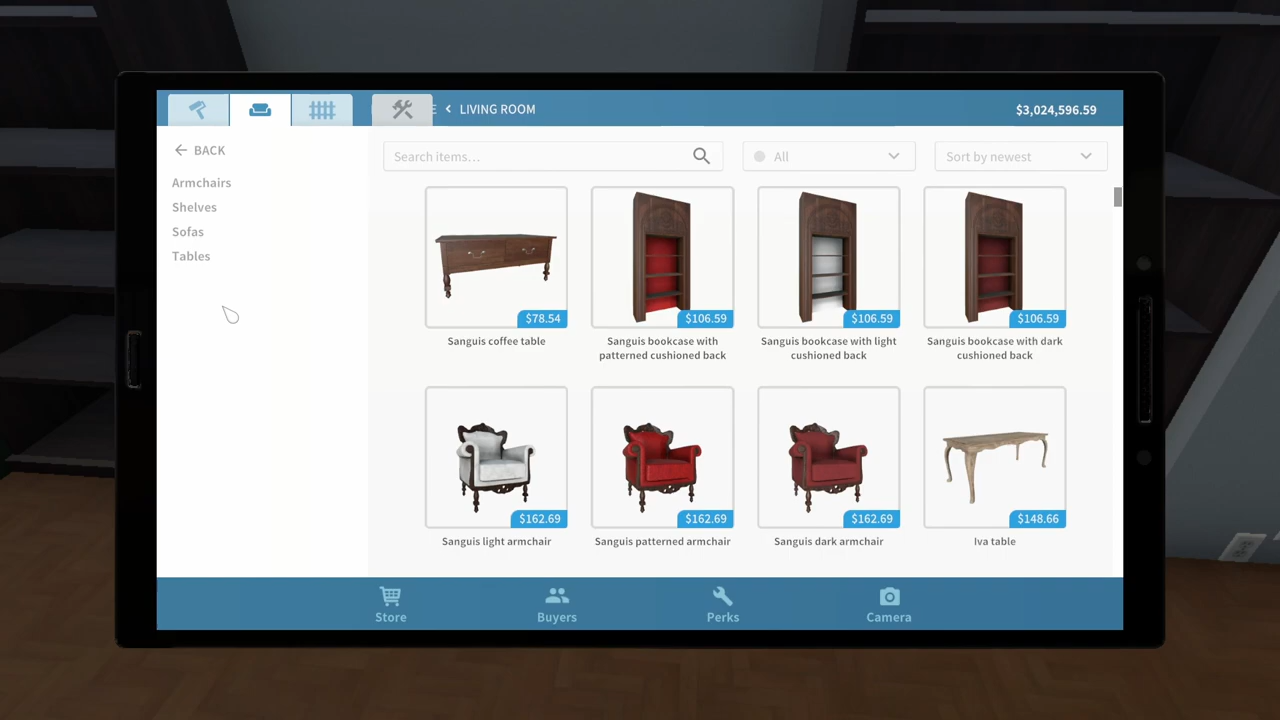 E < LIVING ROOM
$3,024,596.59
BACK
Armchairs
Shelves
Sofas
Tables
Search items...
All
Sort by newest
$78.54
$106.59
$106.59
$106.59
Sanguis coffee table
Sanguis bookcase with
patterned cushioned back
Sanguis bookcase with light
cushioned back
Sanguis bookcase with dark
cushioned back
$162.69
$162.69
$162.69
$148.66
Sanguis light armchair
Sanguis patterned armchair
Sanguis dark armchair
Iva table
Store
Buyers
Perks
Camera